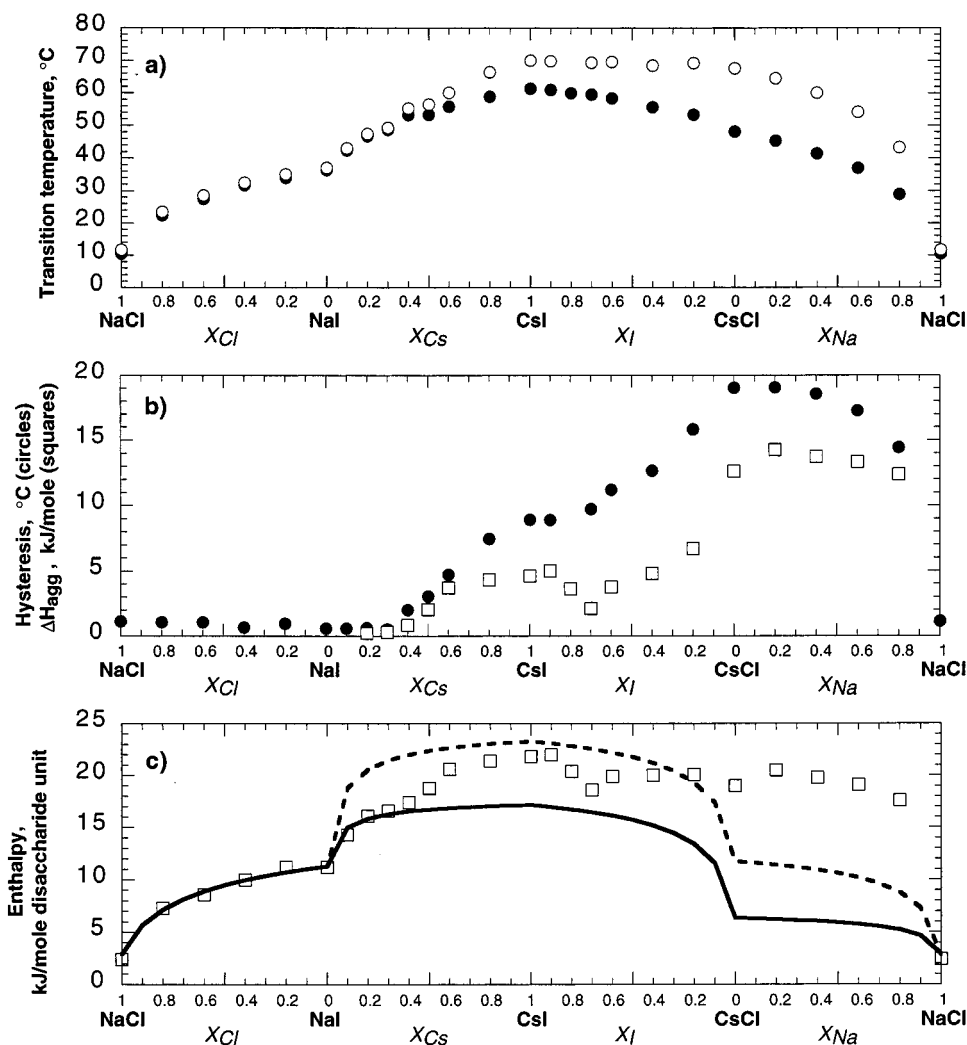 a)
Transition temperature, °C
80
70
60
50
40
30
20
10
0
1 0.8 0.6 0.4 0.2 0 0.2 0.4 0.6 0.8 1 0.8 0.6 0.4 0.2 0 0.2 0.4 0.6 0.8 1
NaCl NaI CsI CsCl NaCl
XCl XCs XI XNa
b)
Hysteresis, °C (circles)
ΔHagg, kJ/mole (squares)
20
15
10
5
0
1 0.8 0.6 0.4 0.2 0 0.2 0.4 0.6 0.8 1 0.8 0.6 0.4 0.2 0 0.2 0.4 0.6 0.8 1
NaCl NaI CsI CsCl NaCl
XCl XCs XI XNa
c)
Enthalpy,
kJ/mole disaccharide unit
25
20
15
10
5
0
1 0.8 0.6 0.4 0.2 0 0.2 0.4 0.6 0.8 1 0.8 0.6 0.4 0.2 0 0.2 0.4 0.6 0.8 1
NaCl NaI CsI CsCl NaCl
XCl XCs XI XNa